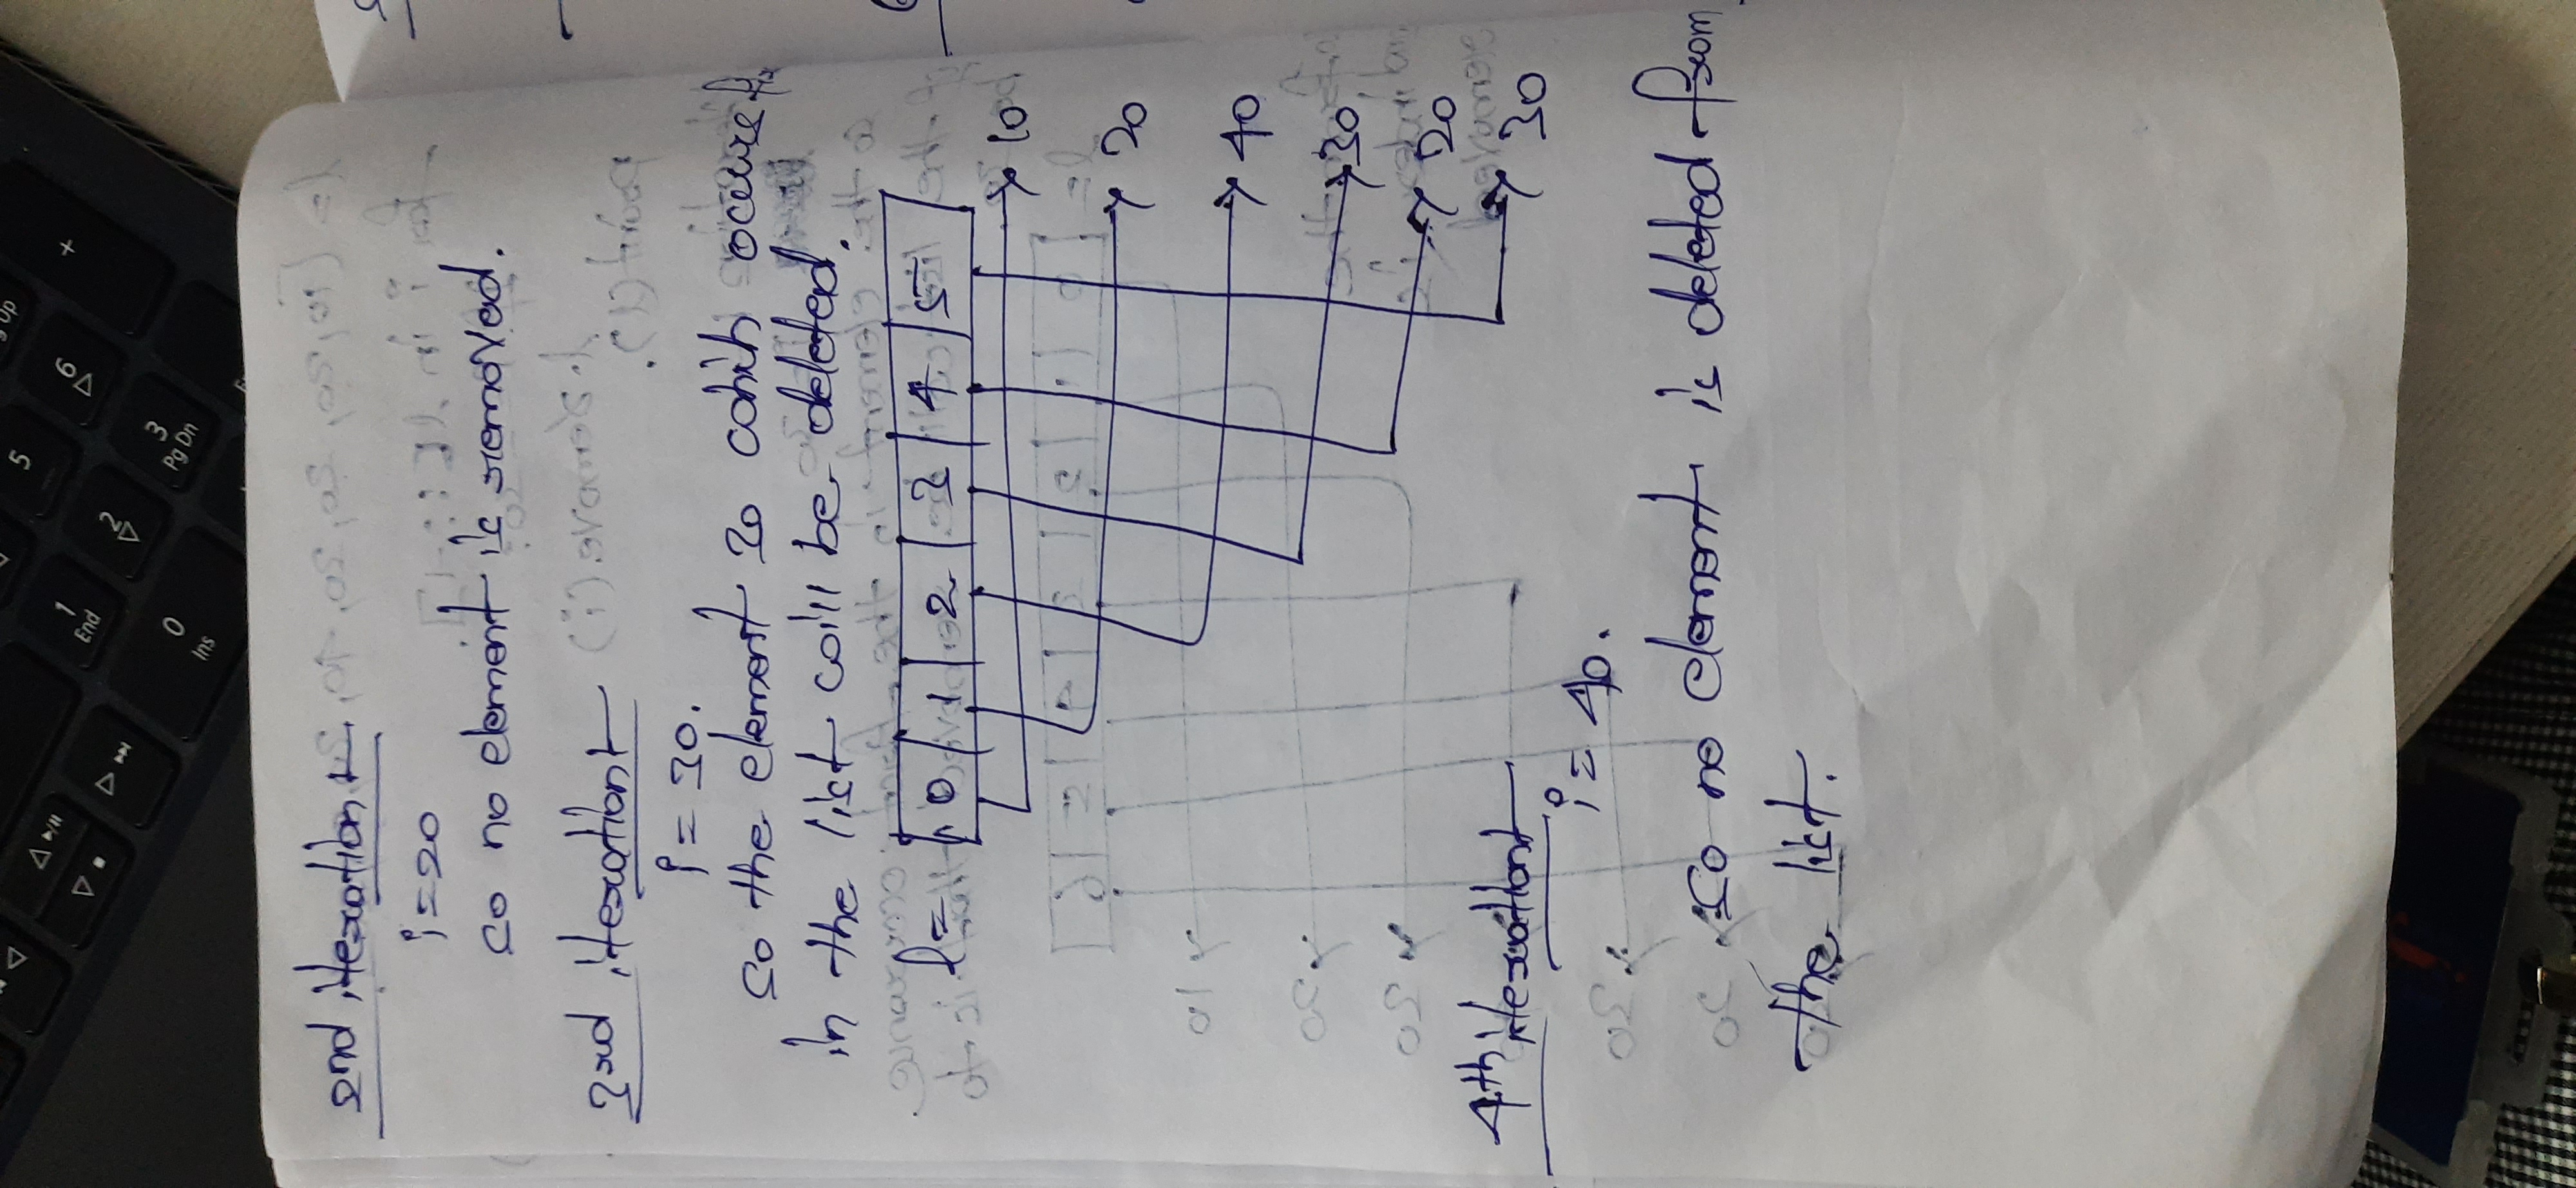 5
6
+
1
End
2
3
Pg Dn
0
Ins
2nd iteration:-
i=20
so no element is removed.
3rd iteration:-
i = 30.
so the element 30 which occurs
in the list will be deleted.
l= 0 1 2 3 4 5
10
20
40
30
20
30
4th iteration:-
i = 40.
so no element is deleted from
the list.